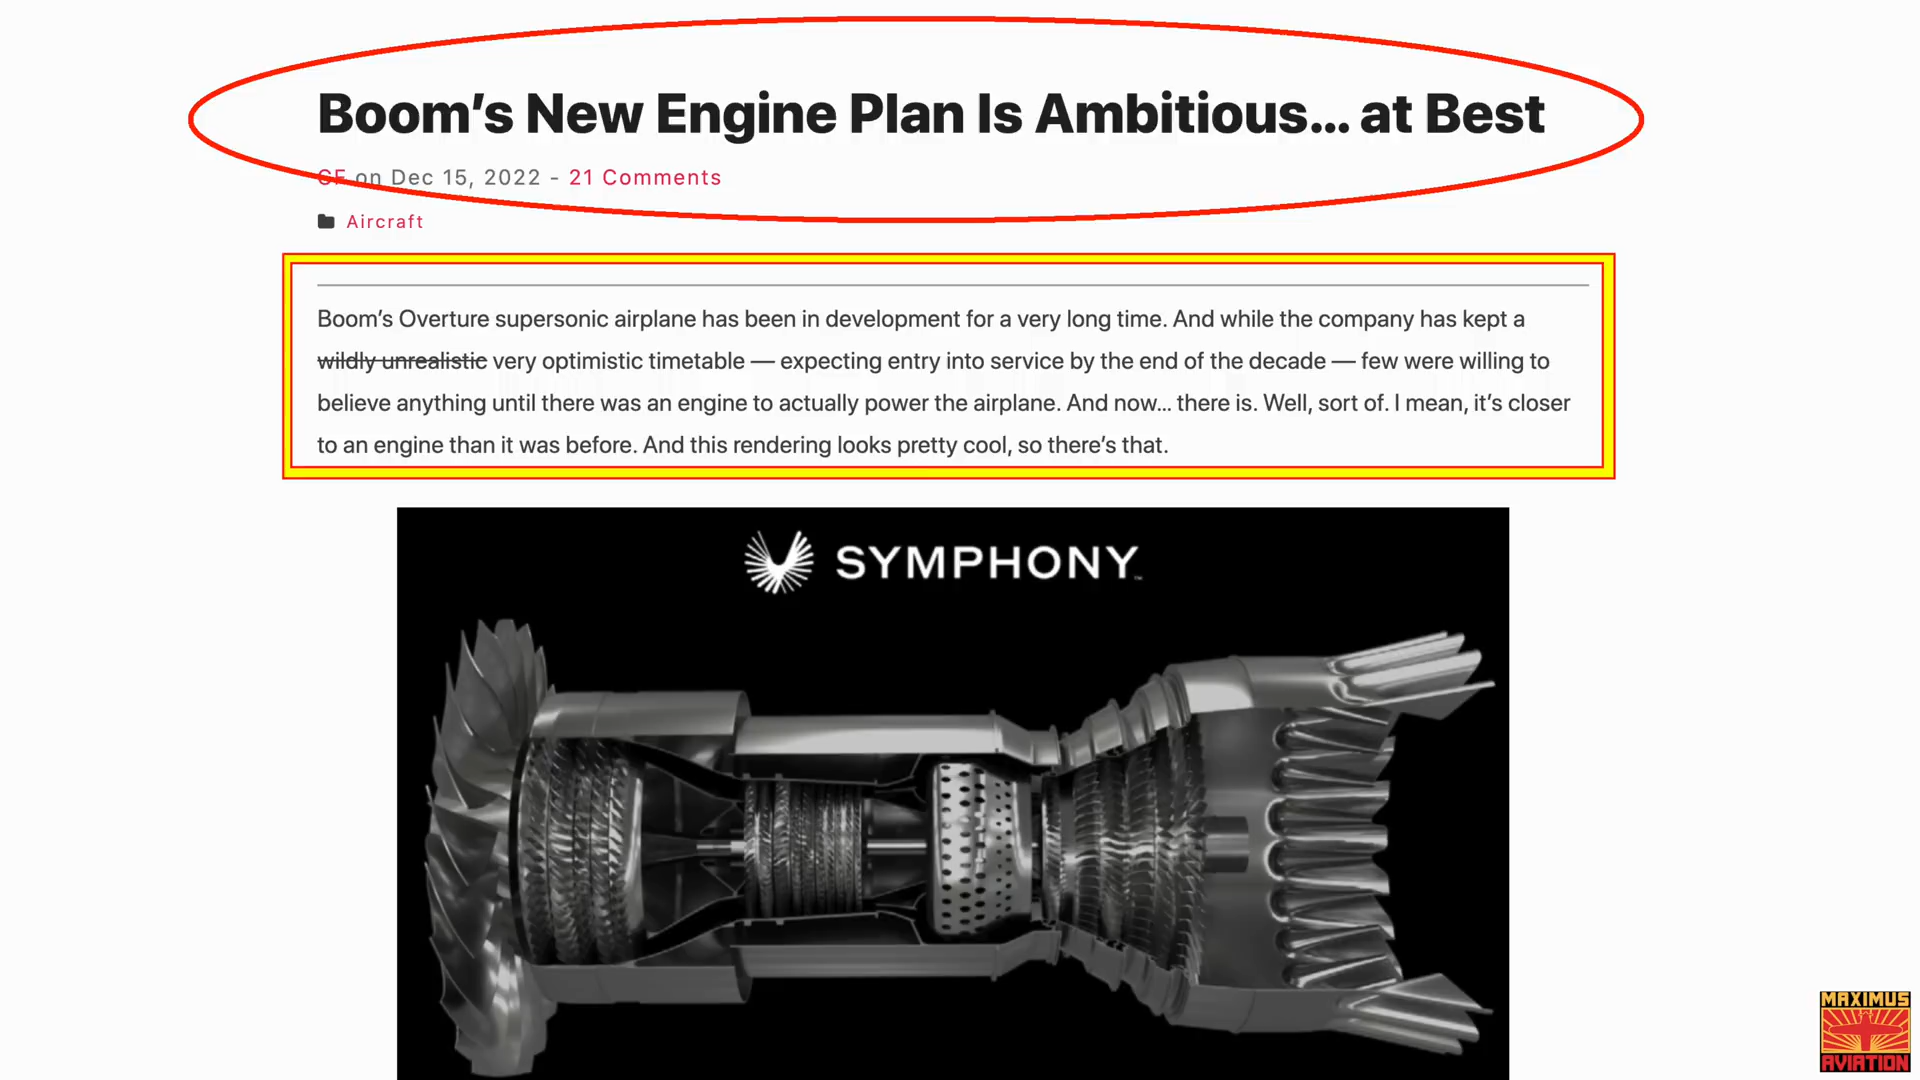 Boom's New Engine Plan Is Ambitious... at Best
CF on Dec 15, 2022 - 21 Comments
Aircraft
Boom's Overture supersonic airplane has been in development for a very long time. And while the company has kept a
wildly unrealistic very optimistic timetable — expecting entry into service by the end of the decade — few were willing to
believe anything until there was an engine to actually power the airplane. And now... there is. Well, sort of. I mean, it's closer
to an engine than it was before. And this rendering looks pretty cool, so there's that.
SYMPHONY™
MAXIMUS
AVIATION